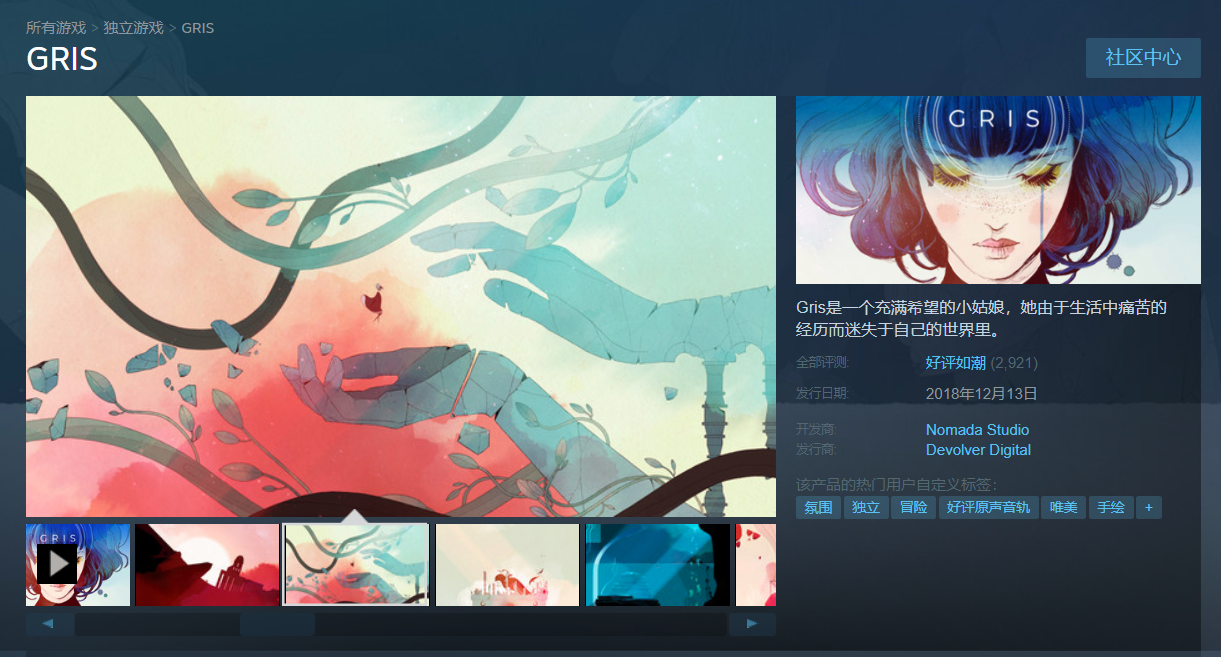 所有游戏 > 独立游戏 > GRIS
GRIS
社区中心
GRIS
Gris是一个充满希望的小姑娘，她由于生活中痛苦的
经历而迷失于自己的世界里。
全部评测: 好评如潮 (2,921)
发行日期: 2018年12月13日
开发商: Nomada Studio
发行商: Devolver Digital
该产品的热门用户自定义标签：
氛围 独立 冒险 好评原声音轨 唯美 手绘 +
GRIS